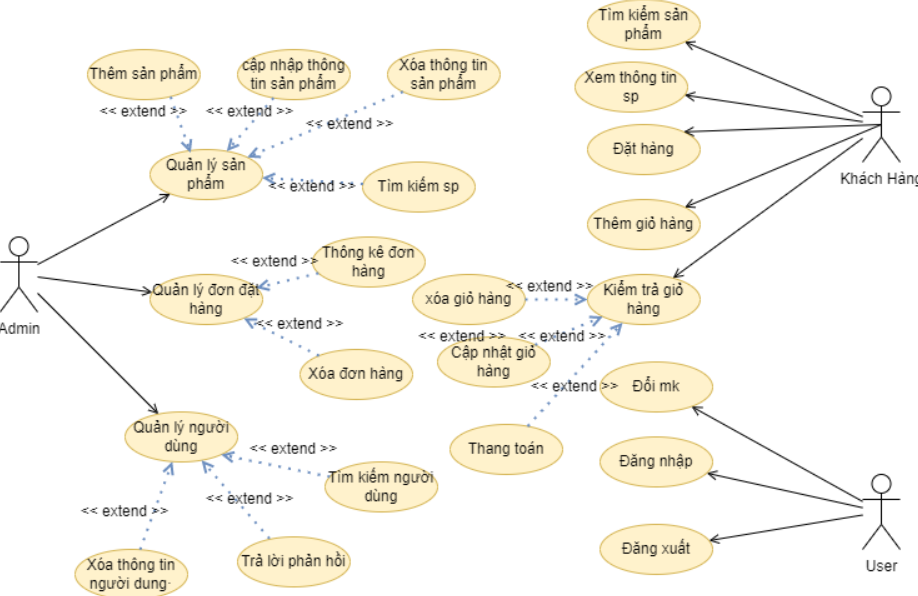 Tìm kiếm sản
phẩm
Thêm sản phẩm
cập nhập thông
tin sản phẩm
Xóa thông tin
sản phẩm
Xem thông tin
sp
<< extend >>
<< extend >>
<< extend >>
Đặt hàng
Quản lý sản
phẩm
<< extend >>
Tìm kiếm sp
Khách Hàng
Thêm giỏ hàng
Thông kê đơn
hàng
<< extend >>
Quản lý đơn đặt
hàng
<< extend >>
xóa giỏ hàng
<< extend >>
Kiểm trả giỏ
hàng
Admin
<< extend >>
<< extend >>
Cập nhật giỏ
hàng
Xóa đơn hàng
<< extend >>
Đổi mk
Quản lý người
dùng
<< extend >>
Thang toán
Đăng nhập
Tìm kiếm người
dùng
<< extend >>
<< extend >>
Đăng xuất
Xóa thông tin
người dung
Trả lời phản hồi
User